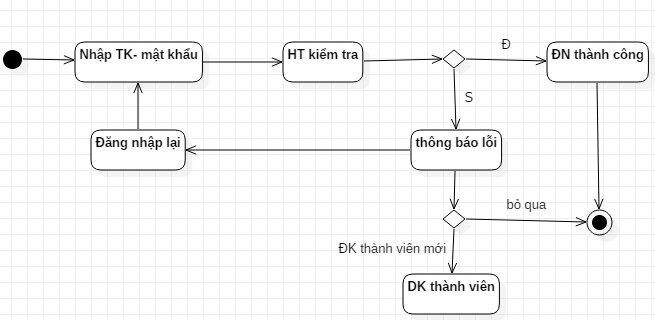 Nhập TK- mật khẩu
HT kiểm tra
Đ
ĐN thành công
S
Đăng nhập lại
thông báo lỗi
bỏ qua
ĐK thành viên mới
DK thành viên